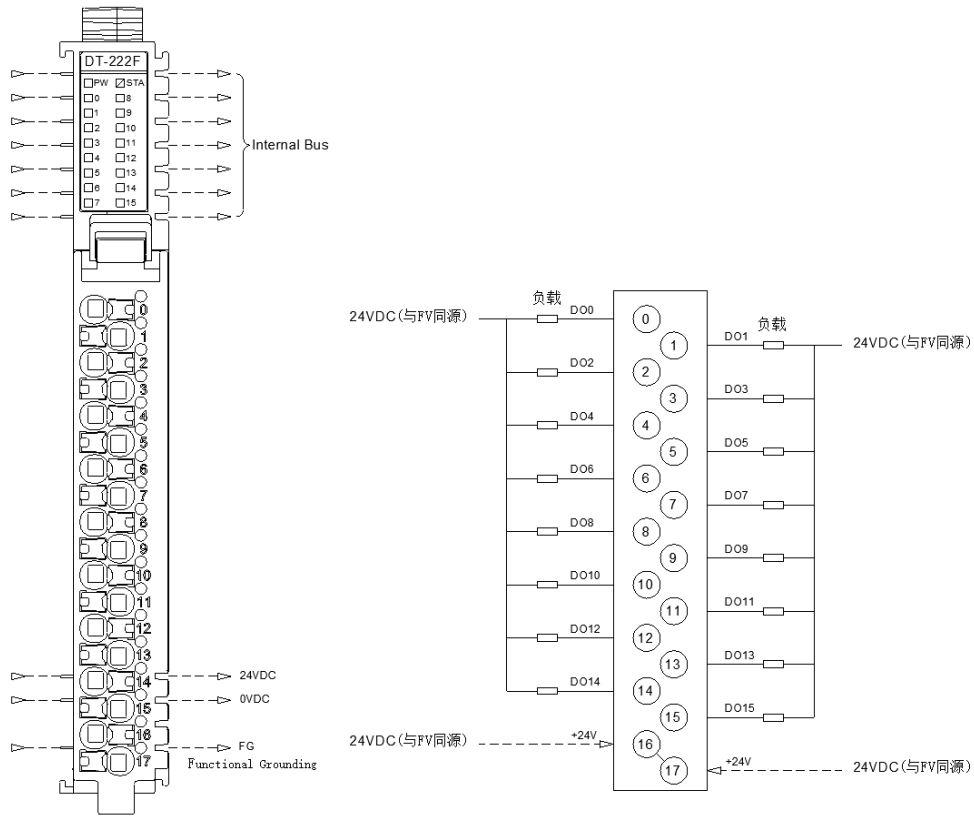 DT-222F
PW STA
0 8
1 9
2 10
3 11
4 12
5 13
6 14
7 15
Internal Bus
0
1
2
3
4
5
6
7
8
9
10
11
12
13
14
15
16
17
24VDC
0VDC
FG
Functional Grounding
24VDC(与FV同源)
负载
DO0
0
负载
1
DO1
24VDC(与FV同源)
DO2
2
3
DO3
DO4
4
5
DO5
DO6
6
7
DO7
DO8
8
9
DO9
DO10
10
11
DO11
DO12
12
13
DO13
DO14
14
15
DO15
24VDC(与FV同源)
+24V
16
17
+24V
24VDC(与FV同源)